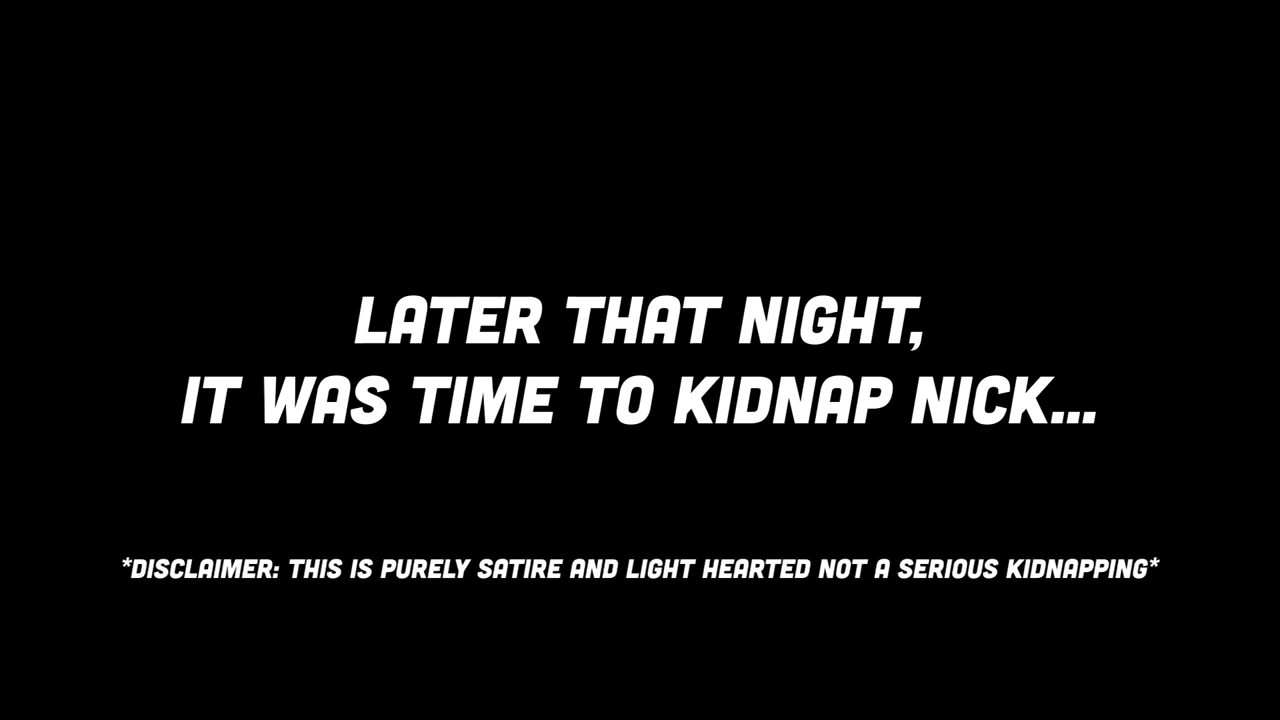 LATER THAT NIGHT,
IT WAS TIME TO KIDNAP NICK...
*DISCLAIMER: THIS IS PURELY SATIRE AND LIGHT HEARTED NOT A SERIOUS KIDNAPPING*